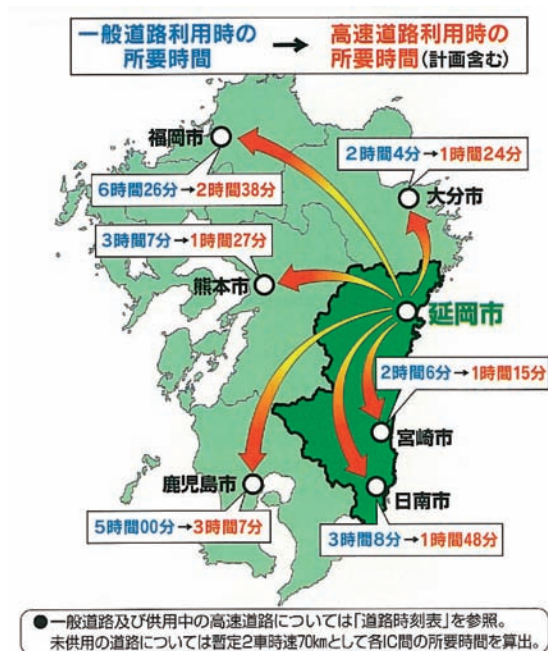 一般道路利用時の所要時間 → 高速道路利用時の所要時間(計画含む)
福岡市
6時間26分→2時間38分
2時間4分→1時間24分
大分市
3時間7分→1時間27分
熊本市
延岡市
2時間6分→1時間15分
宮崎市
鹿児島市
5時間00分→3時間7分
日南市
3時間8分→1時間48分
●一般道路及び供用中の高速道路については「道路時刻表」を参照。
未供用の道路については暫定2車時速70kmとして各IC間の所要時間を算出。